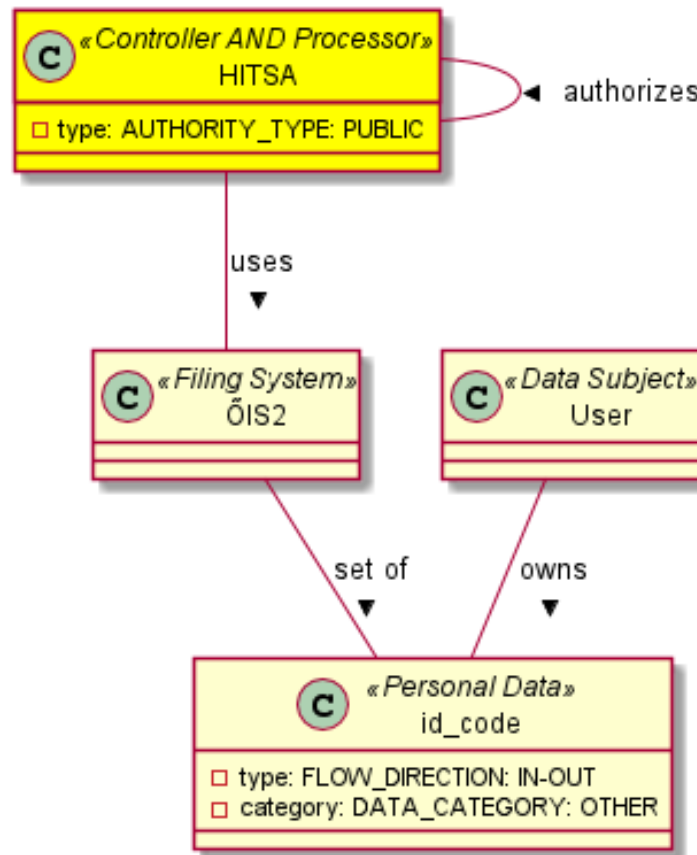 C «Controller AND Processor»
HITSA
type: AUTHORITY_TYPE: PUBLIC
◄ authorizes
uses
▼
C «Filing System»
ÕIS2
C «Data Subject»
User
set of
▼
owns
▼
C «Personal Data»
id_code
type: FLOW_DIRECTION: IN-OUT
category: DATA_CATEGORY: OTHER